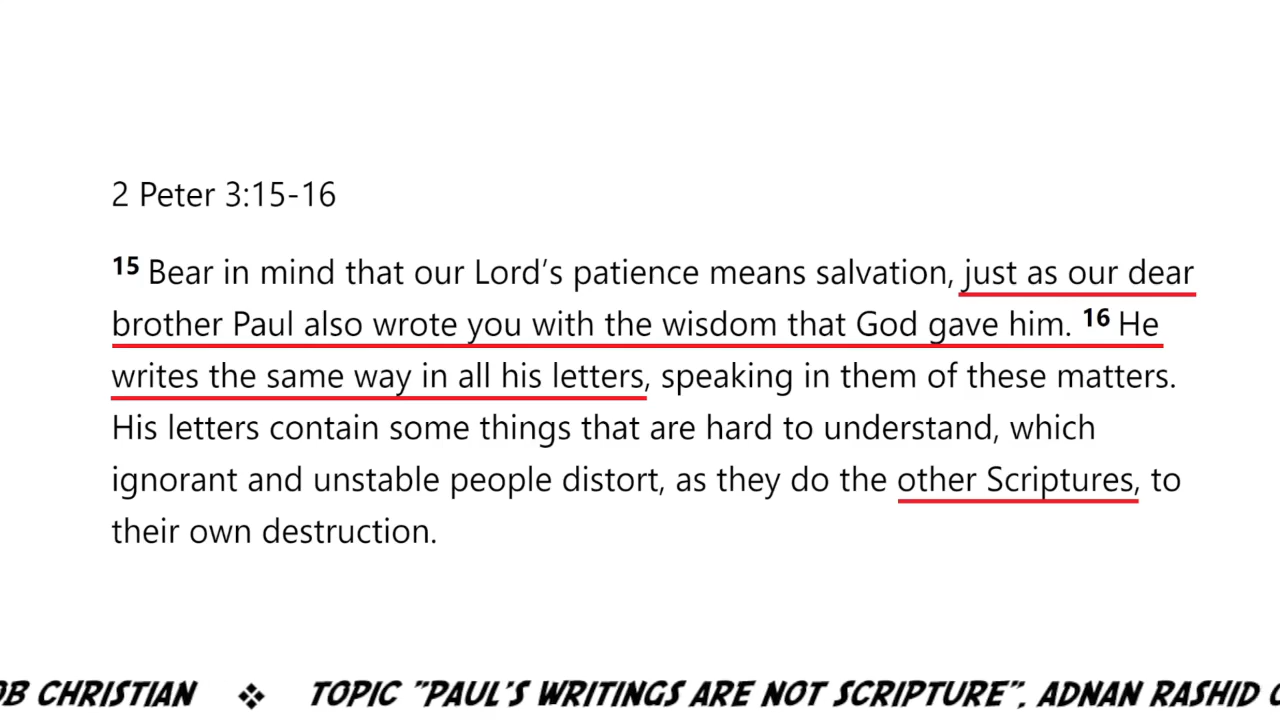 2 Peter 3:15-16
15 Bear in mind that our Lord’s patience means salvation, just as our dear
brother Paul also wrote you with the wisdom that God gave him. 16 He
writes the same way in all his letters, speaking in them of these matters.
His letters contain some things that are hard to understand, which
ignorant and unstable people distort, as they do the other Scriptures, to
their own destruction.
CHRISTIAN ❖ TOPIC "PAUL'S WRITINGS ARE NOT SCRIPTURE", ADNAN RASHID